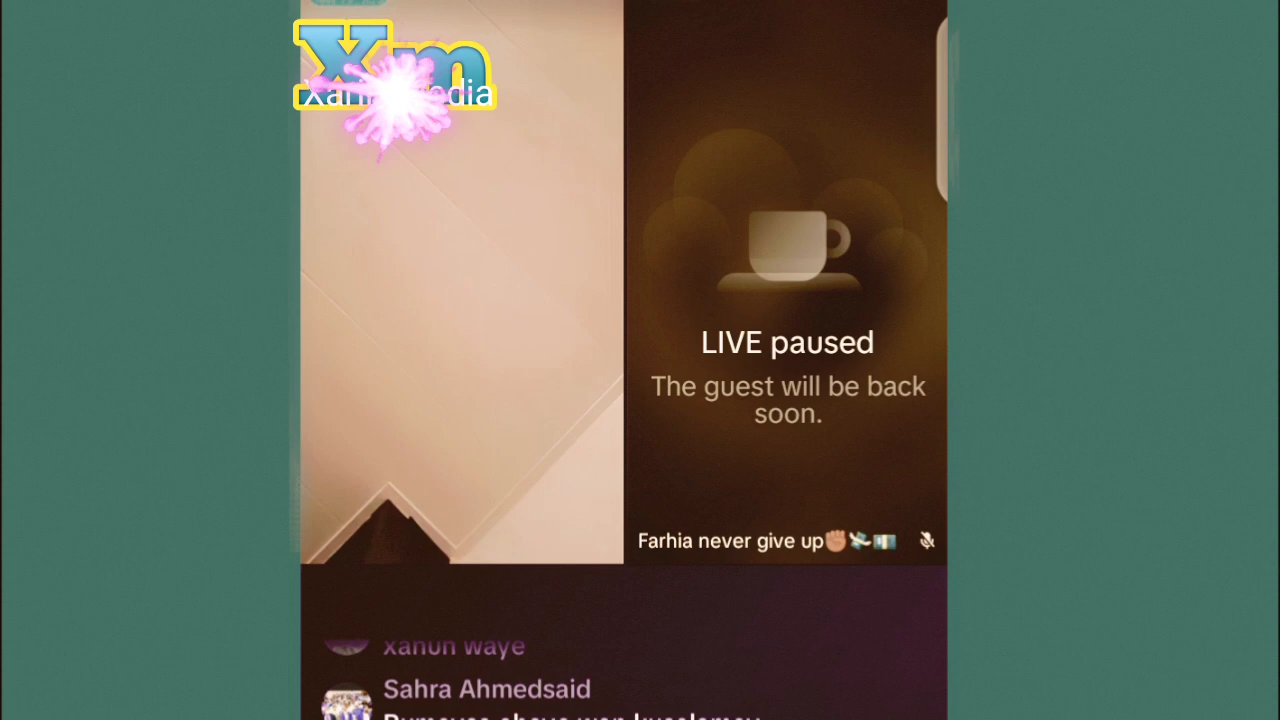 Xm
LIVE paused
The guest will be back
soon.
Farhia never give up✊🏽💸💵
xanun waye
Sahra Ahmedsaid